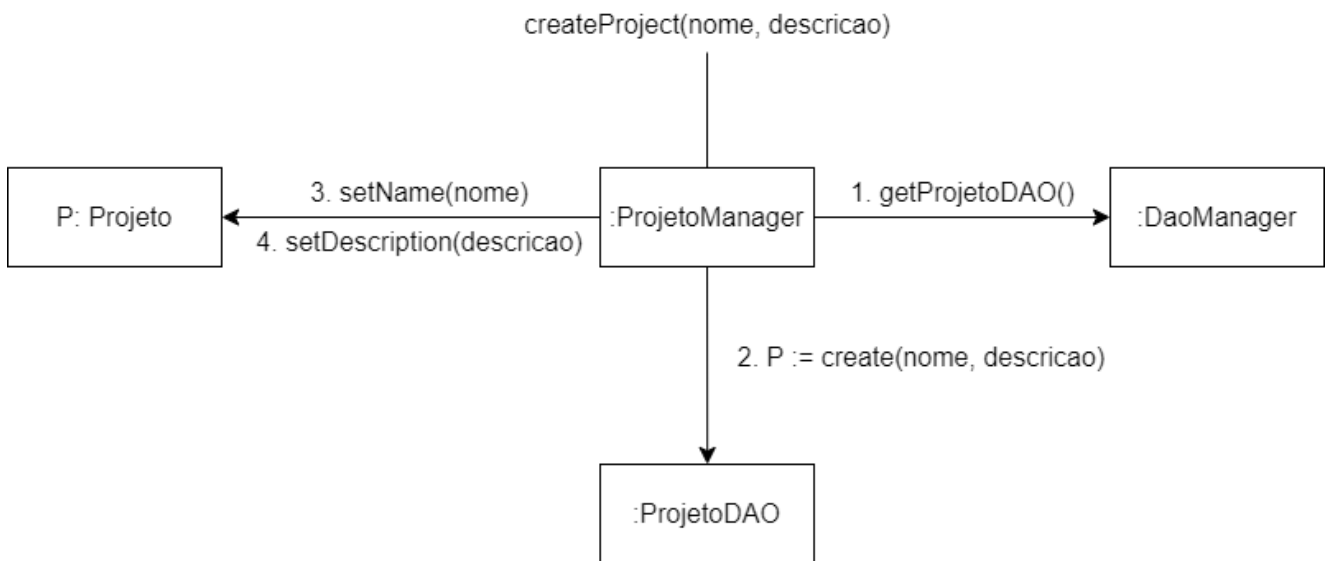 createProject(nome, descricao)
3. setName(nome)
1. getProjetoDAO()
P: Projeto
:ProjetoManager
:DaoManager
4. setDescription(descricao)
2. P := create(nome, descricao)
:ProjetoDAO